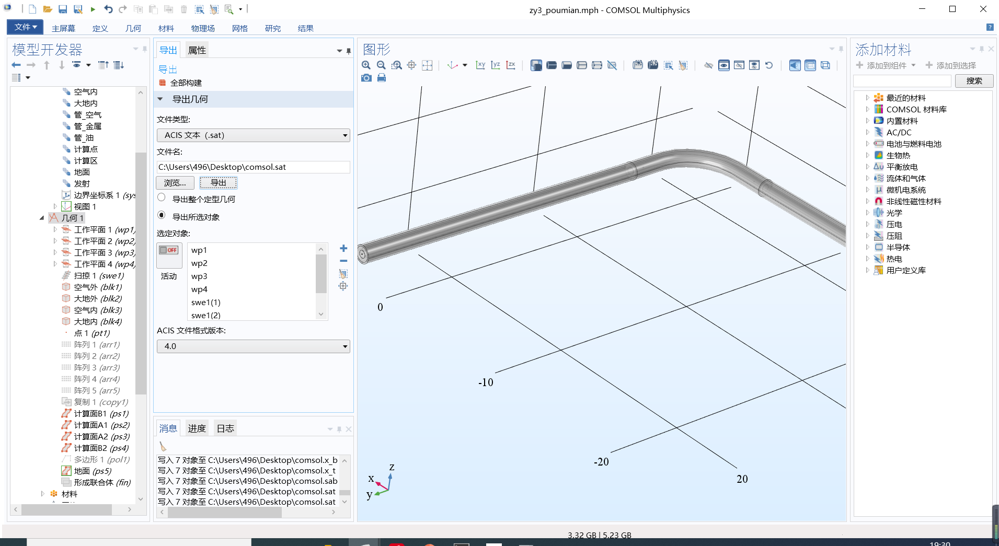 zy3_poumian.mph - COMSOL Multiphysics
文件
主屏幕
定义
几何
材料
物理场
网格
研究
结果
模型开发器
空气内
大地内
管_空气
管_金属
管_油
计算点
计算区
地面
发射
边界坐标系 1 (sys
视图 1
几何 1
工作平面 1 (wp1)
工作平面 2 (wp2)
工作平面 3 (wp3)
工作平面 4 (wp4)
扫掠 1 (swe1)
空气外 (blk1)
大地外 (blk2)
空气内 (blk3)
大地内 (blk4)
点 1 (pt1)
阵列 1 (arr1)
阵列 2 (arr2)
阵列 3 (arr3)
阵列 4 (arr4)
阵列 5 (arr5)
复制 1 (copy1)
计算面B1 (ps1)
计算面A1 (ps2)
计算面A2 (ps3)
计算面B2 (ps4)
多边形 1 (pol1)
地面 (ps5)
形成联合体 (fin)
材料
导出
属性
导出
全部构建
导出几何
文件类型:
ACIS 文本 (.sat)
文件名:
C:\Users\496\Desktop\comsol.sat
浏览...
导出
导出整个定型几何
导出所选对象
选定对象:
OFF
活动
wp1
wp2
wp3
wp4
swe1(1)
swe1(2)
ACIS 文件格式版本:
4.0
消息
进度
日志
写入 7 对象至 C:\Users\496\Desktop\comsol.x_b
写入 7 对象至 C:\Users\496\Desktop\comsol.x_t
写入 7 对象至 C:\Users\496\Desktop\comsol.sab
写入 7 对象至 C:\Users\496\Desktop\comsol.sat
写入 7 对象至 C:\Users\496\Desktop\comsol.sat
图形
xy
yz
zx
0
-10
-20
20
z
x
y
添加材料
添加到组件
添加到选择
搜索
最近的材料
COMSOL 材料库
内置材料
AC/DC
电池与燃料电池
生物热
平衡放电
流体和气体
微机电系统
非线性磁性材料
光学
压电
压阻
半导体
热电
用户定义库
3.32 GB | 5.23 GB
19:30